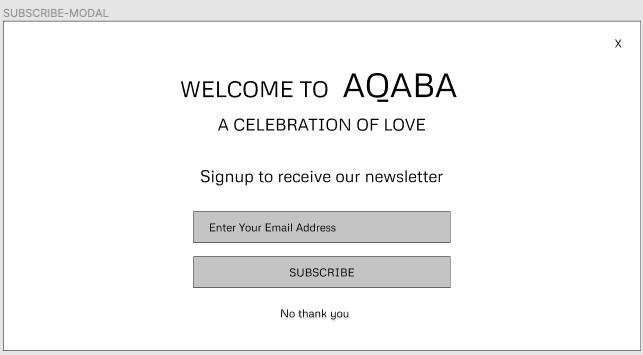 SUBSCRIBE-MODAL
X
WELCOME TO AQABA
A CELEBRATION OF LOVE
Signup to receive our newsletter
Enter Your Email Address
SUBSCRIBE
No thank you